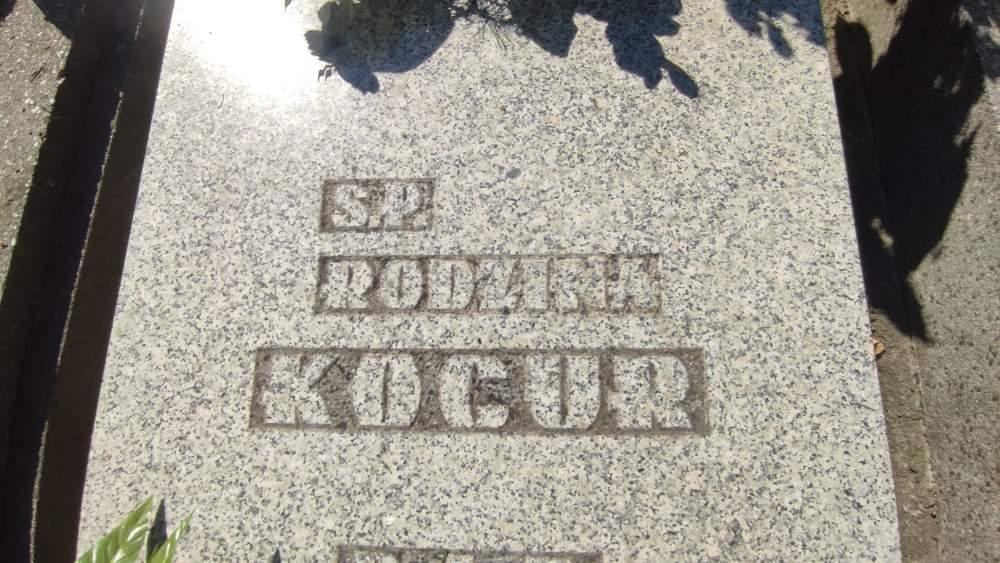 S.P.
RODZINA
KOCUR